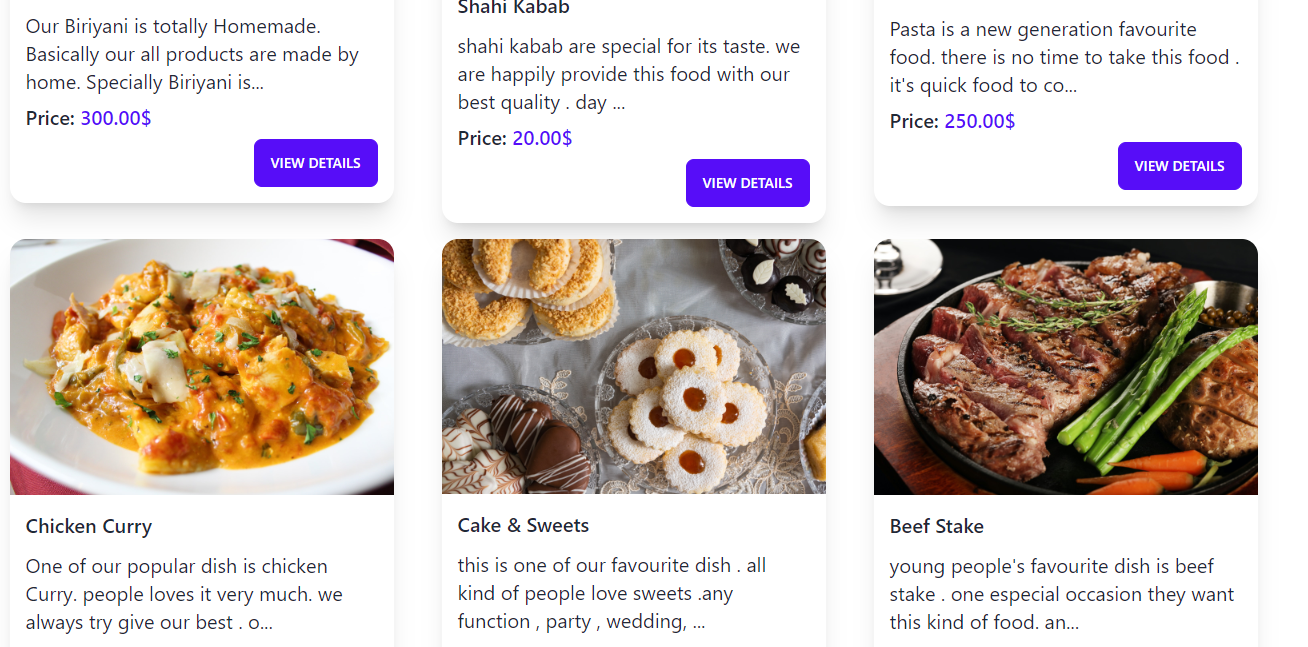 Our Biriyani is totally Homemade.
Basically our all products are made by
home. Specially Biriyani is...
Price: 300.00$
VIEW DETAILS
Shahi Kabab
shahi kabab are special for its taste. we
are happily provide this food with our
best quality . day ...
Price: 20.00$
VIEW DETAILS
Pasta is a new generation favourite
food. there is no time to take this food .
it's quick food to co...
Price: 250.00$
VIEW DETAILS
Chicken Curry
One of our popular dish is chicken
Curry. people loves it very much. we
always try give our best . o...
Cake & Sweets
this is one of our favourite dish . all
kind of people love sweets .any
function , party , wedding, ...
Beef Stake
young people's favourite dish is beef
stake . one especial occasion they want
this kind of food. an...